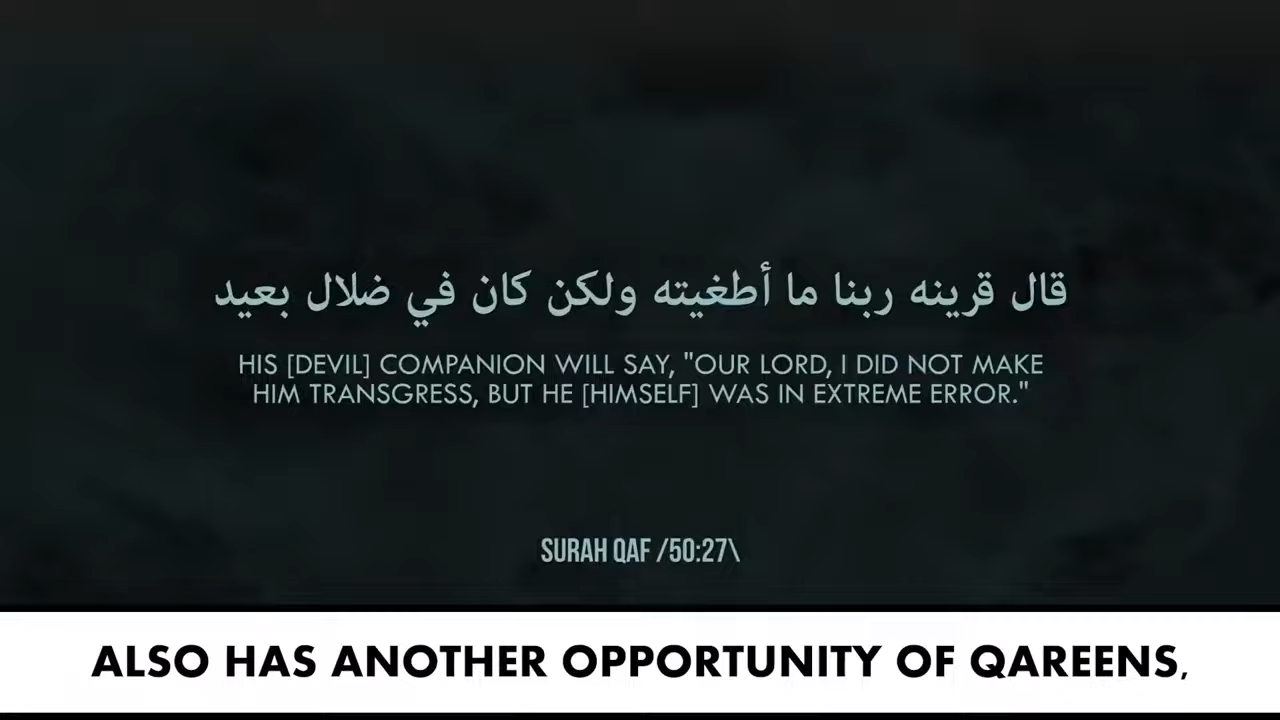 قال قرينه ربنا ما أطغيته ولكن كان في ضلال بعيد
HIS [DEVIL] COMPANION WILL SAY, "OUR LORD, I DID NOT MAKE
HIM TRANSGRESS, BUT HE [HIMSELF] WAS IN EXTREME ERROR."
SURAH QAF /50:27\
ALSO HAS ANOTHER OPPORTUNITY OF QAREENS,